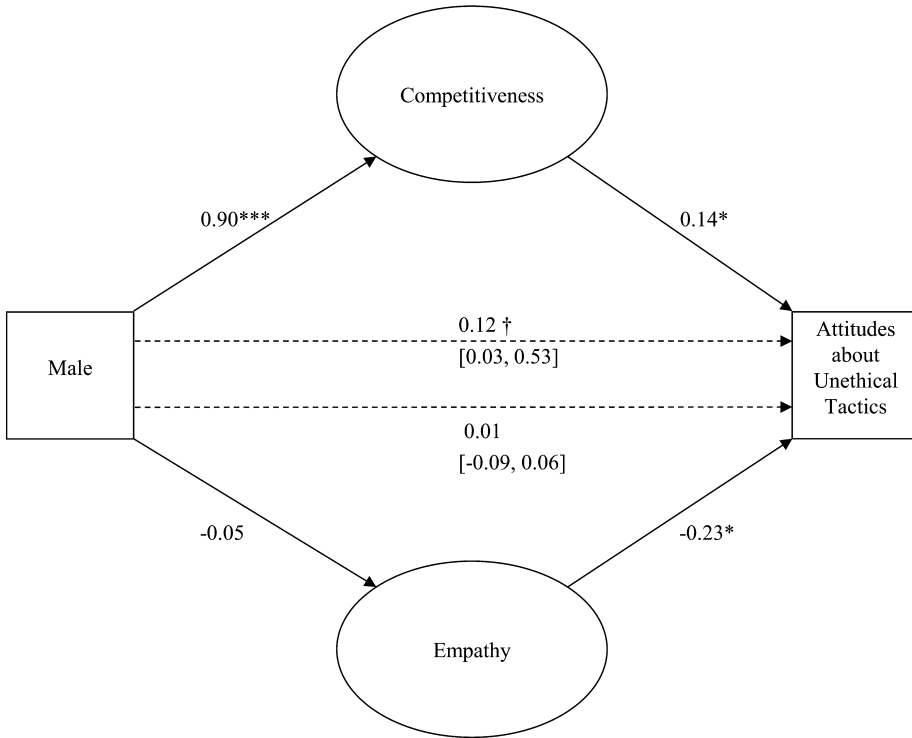 Competitiveness
0.90***
0.14*
Male
0.12 †
[0.03, 0.53]
Attitudes
about
Unethical
Tactics
0.01
[-0.09, 0.06]
-0.05
-0.23*
Empathy